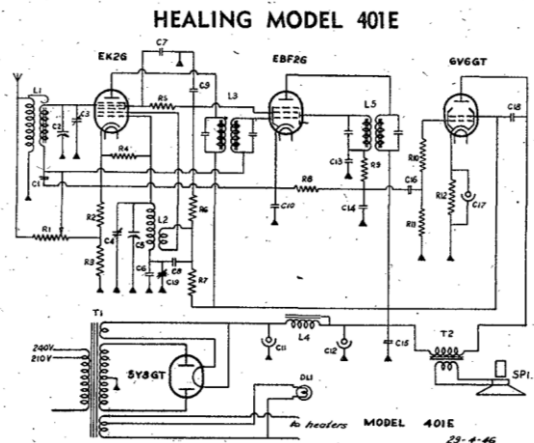 HEALING MODEL 401E
EK2G
EBF2G
6V6GT
C7
C9
C18
L1
R5
L3
L5
C2
C3
R4
R9
R10
C13
C1
R8
C16
R12
C17
R2
L2
R6
C10
C14
R11
R1
C4
C5
R3
C6
C8
C19
R7
T1
L4
T2
240V
210V
5Y3GT
C11
C12
C15
SP1.
DL1
to heaters
MODEL 401E
29-4-46